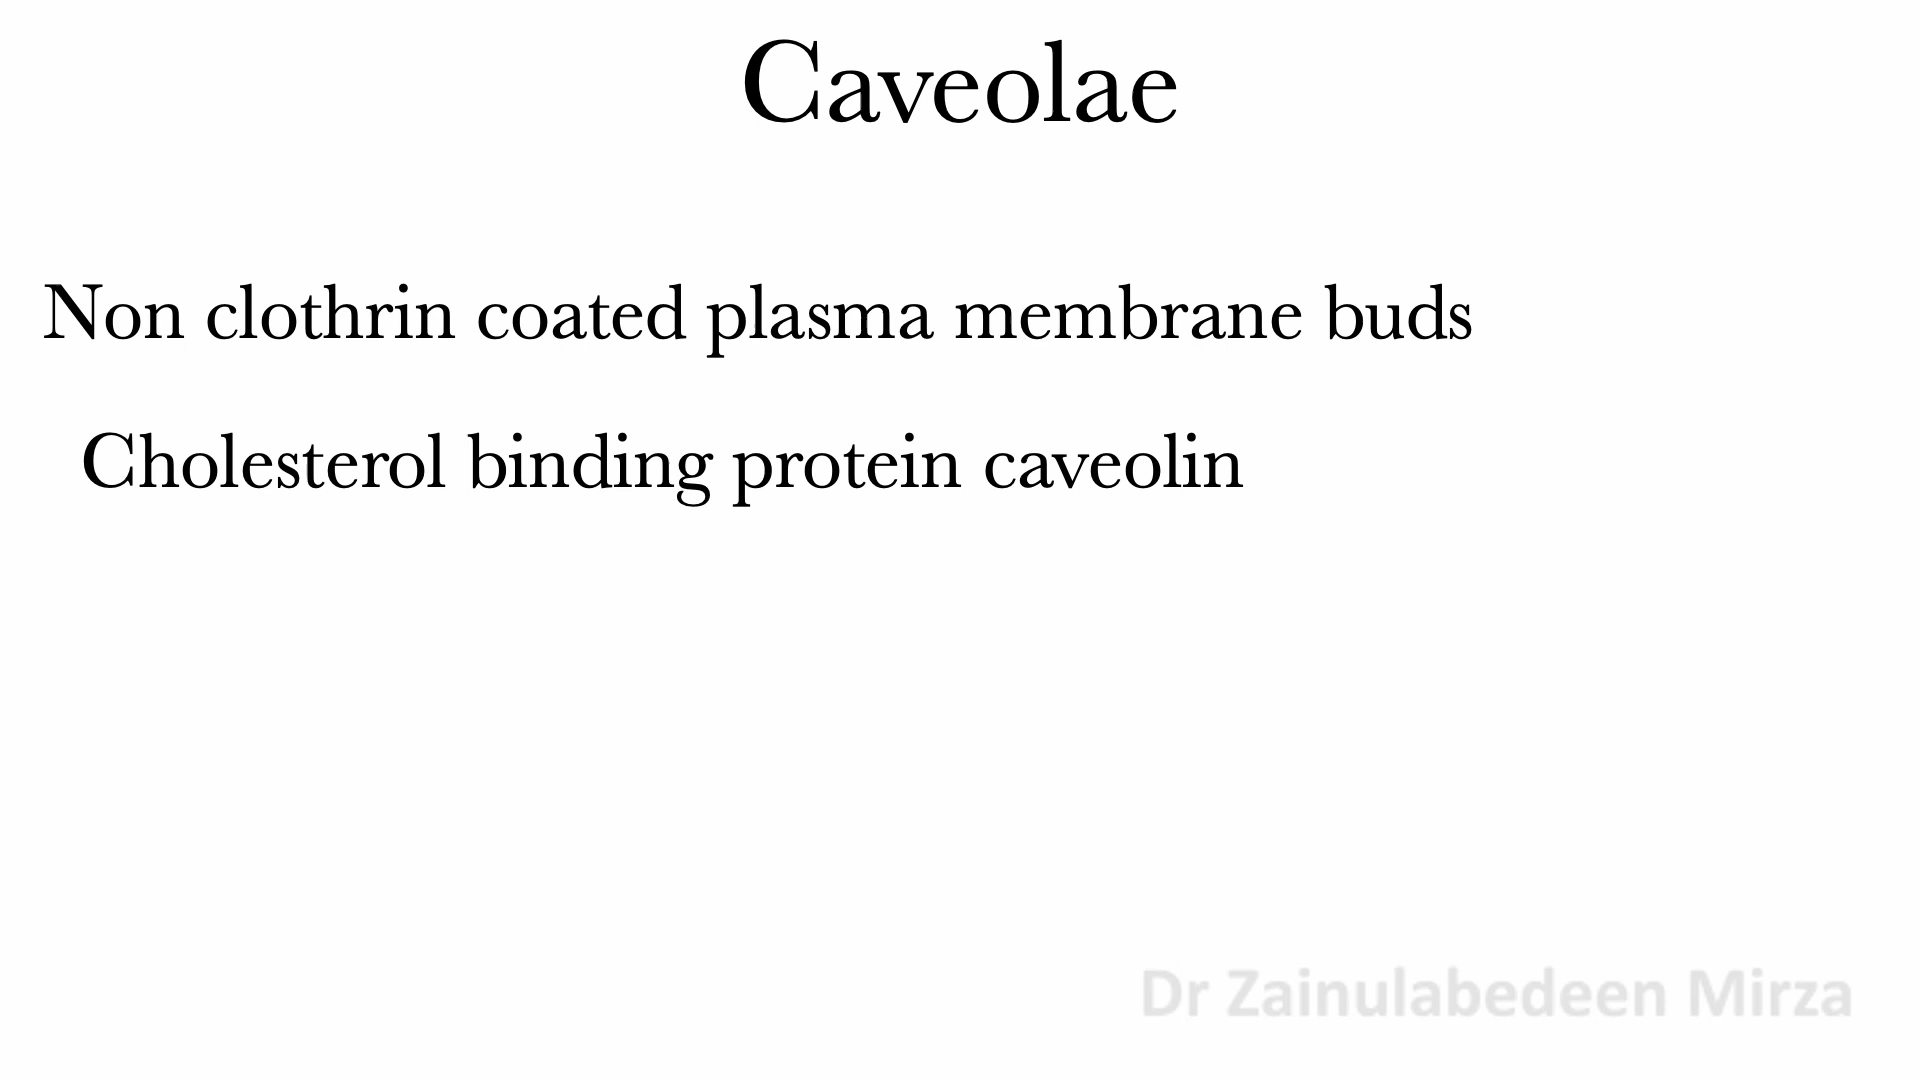 Caveolae
Non clothrin coated plasma membrane buds
Cholesterol binding protein caveolin
Dr Zainulabedeen Mirza